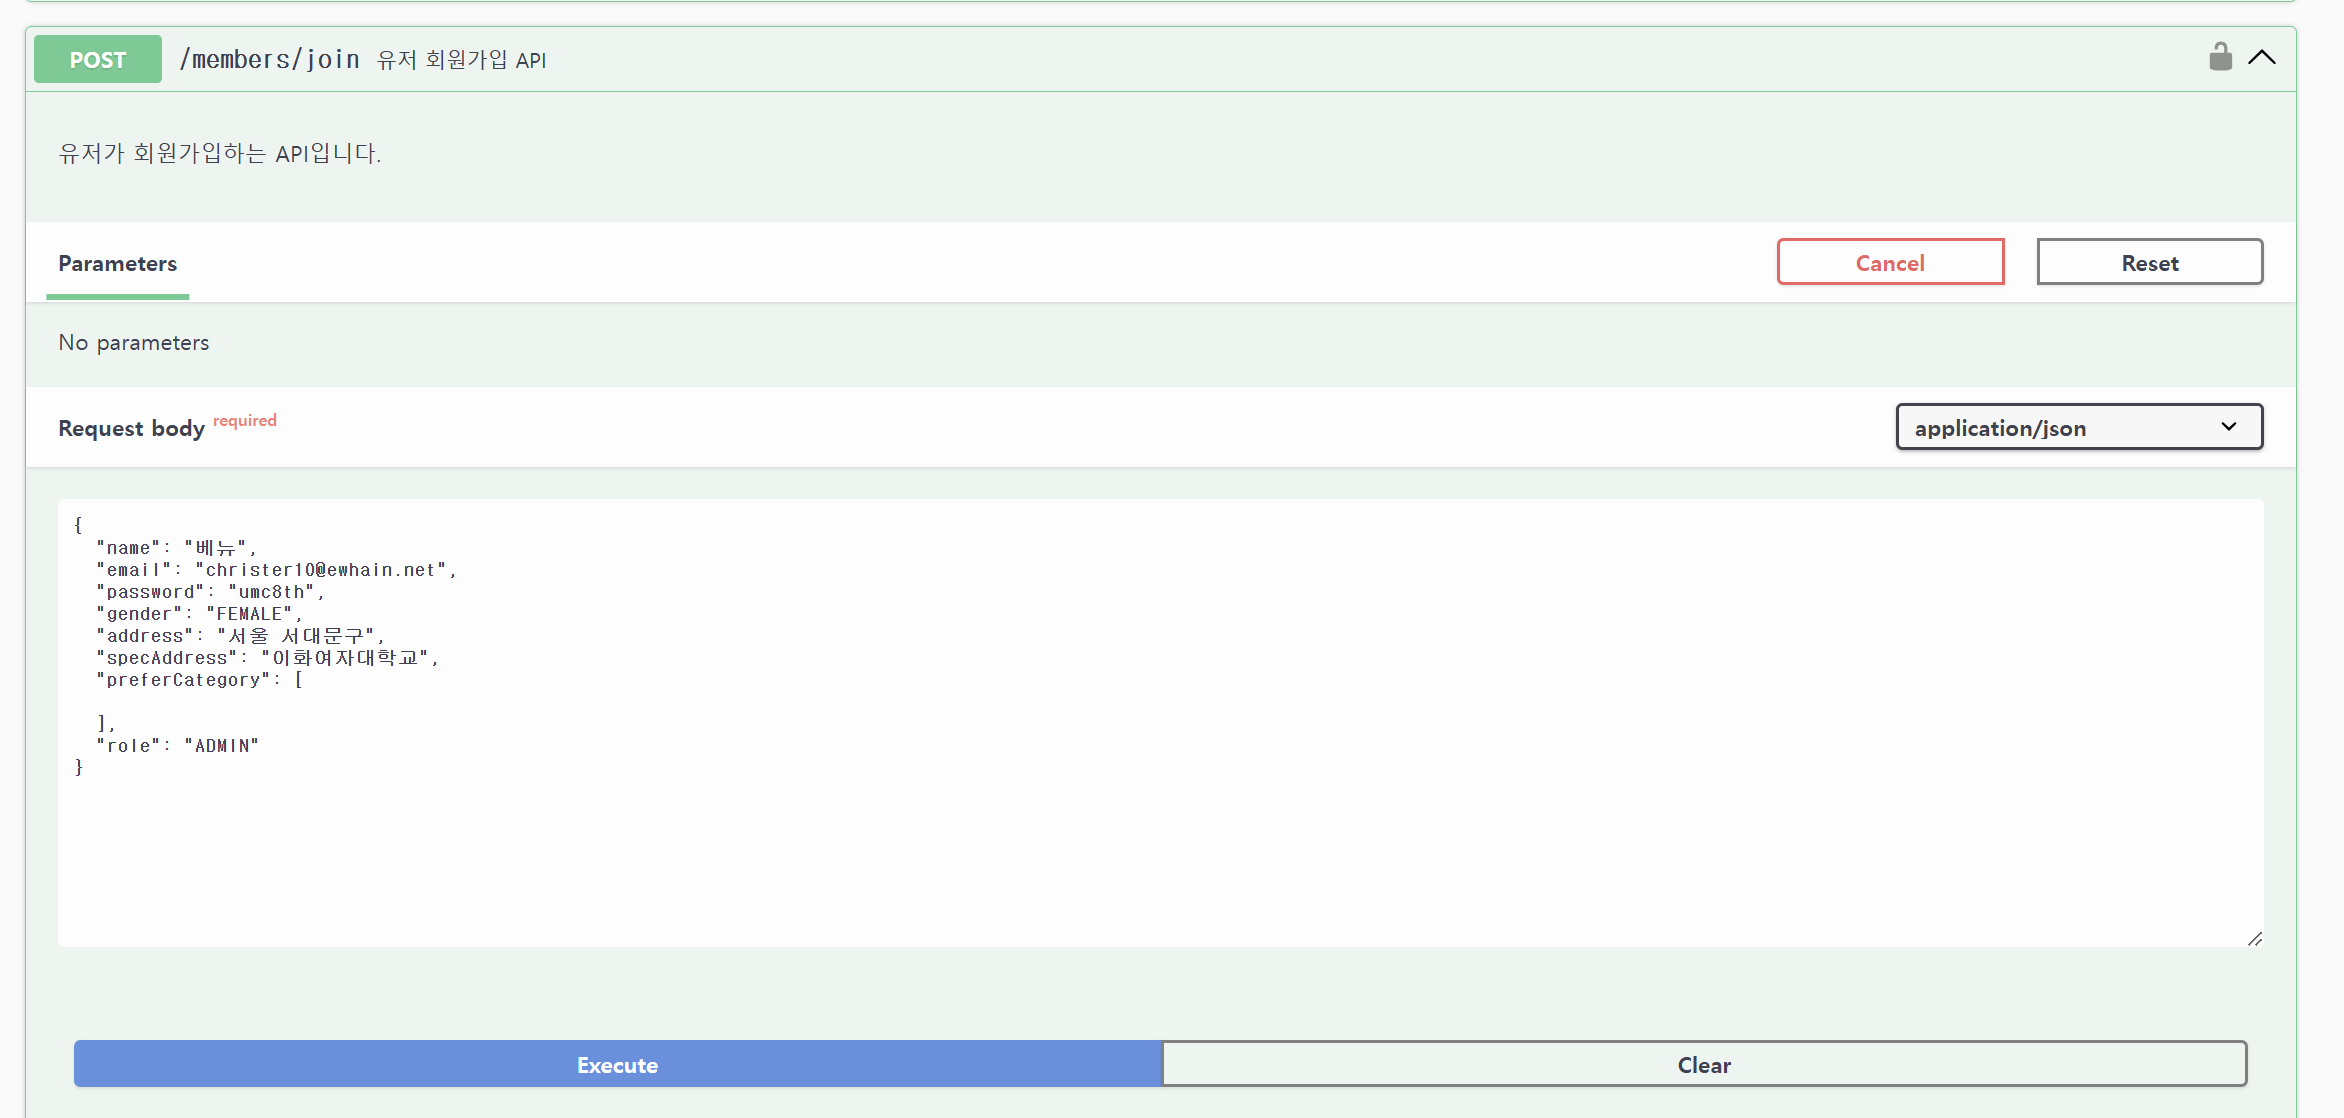 POST /members/join 유저 회원가입 API
유저가 회원가입하는 API입니다.
Parameters
Cancel
Reset
No parameters
Request body required
application/json
{
  "name": "베뉴",
  "email": "christer10@ewhain.net",
  "password": "umc8th",
  "gender": "FEMALE",
  "address": "서울 서대문구",
  "specAddress": "이화여자대학교",
  "preferCategory": [
  ],
  "role": "ADMIN"
}
Execute
Clear